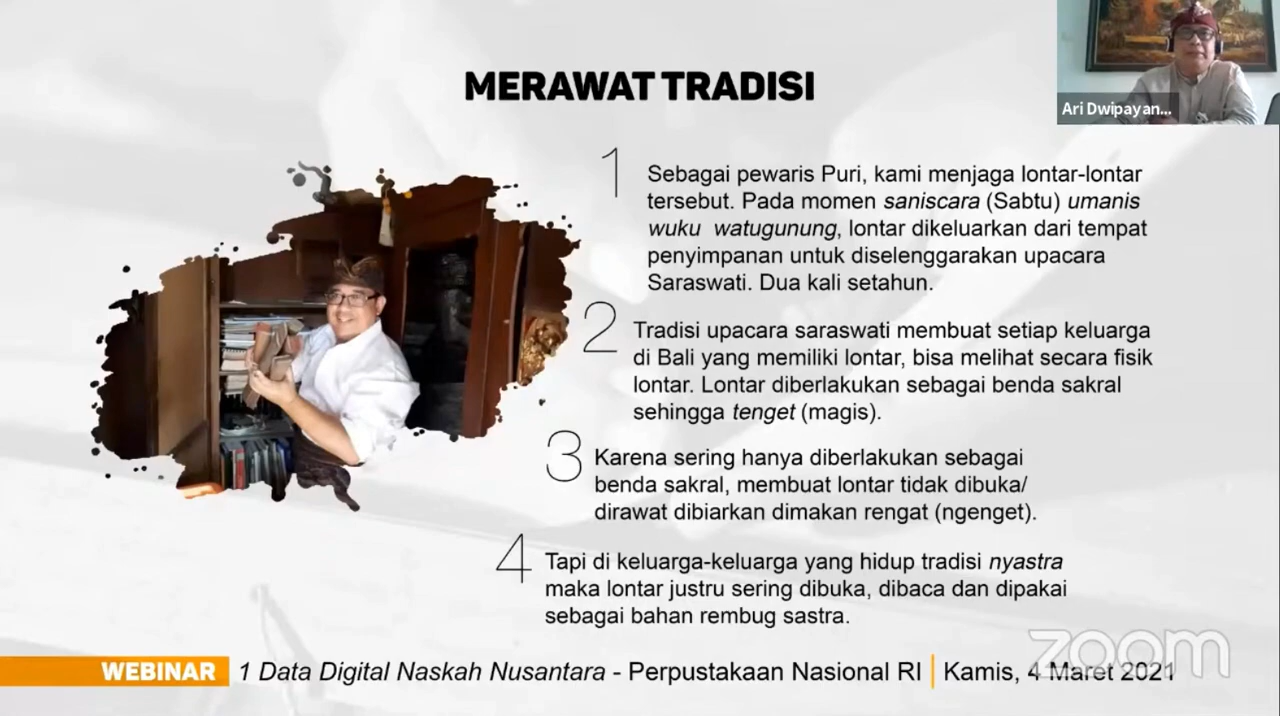 MERAWAT TRADISI
Ari Dwipayan...
1
Sebagai pewaris Puri, kami menjaga lontar-lontar
tersebut. Pada momen saniscara (Sabtu) umanis
wuku watugunung, lontar dikeluarkan dari tempat
penyimpanan untuk diselenggarakan upacara
Saraswati. Dua kali setahun.
2
Tradisi upacara saraswati membuat setiap keluarga
di Bali yang memiliki lontar, bisa melihat secara fisik
lontar. Lontar diberlakukan sebagai benda sakral
sehingga tenget (magis).
3
Karena sering hanya diberlakukan sebagai
benda sakral, membuat lontar tidak dibuka/
dirawat dibiarkan dimakan rengat (ngenget).
4
Tapi di keluarga-keluarga yang hidup tradisi nyastra
maka lontar justru sering dibuka, dibaca dan dipakai
sebagai bahan rembug sastra.
zoom
WEBINAR 1 Data Digital Naskah Nusantara - Perpustakaan Nasional RI Kamis, 4 Maret 2021